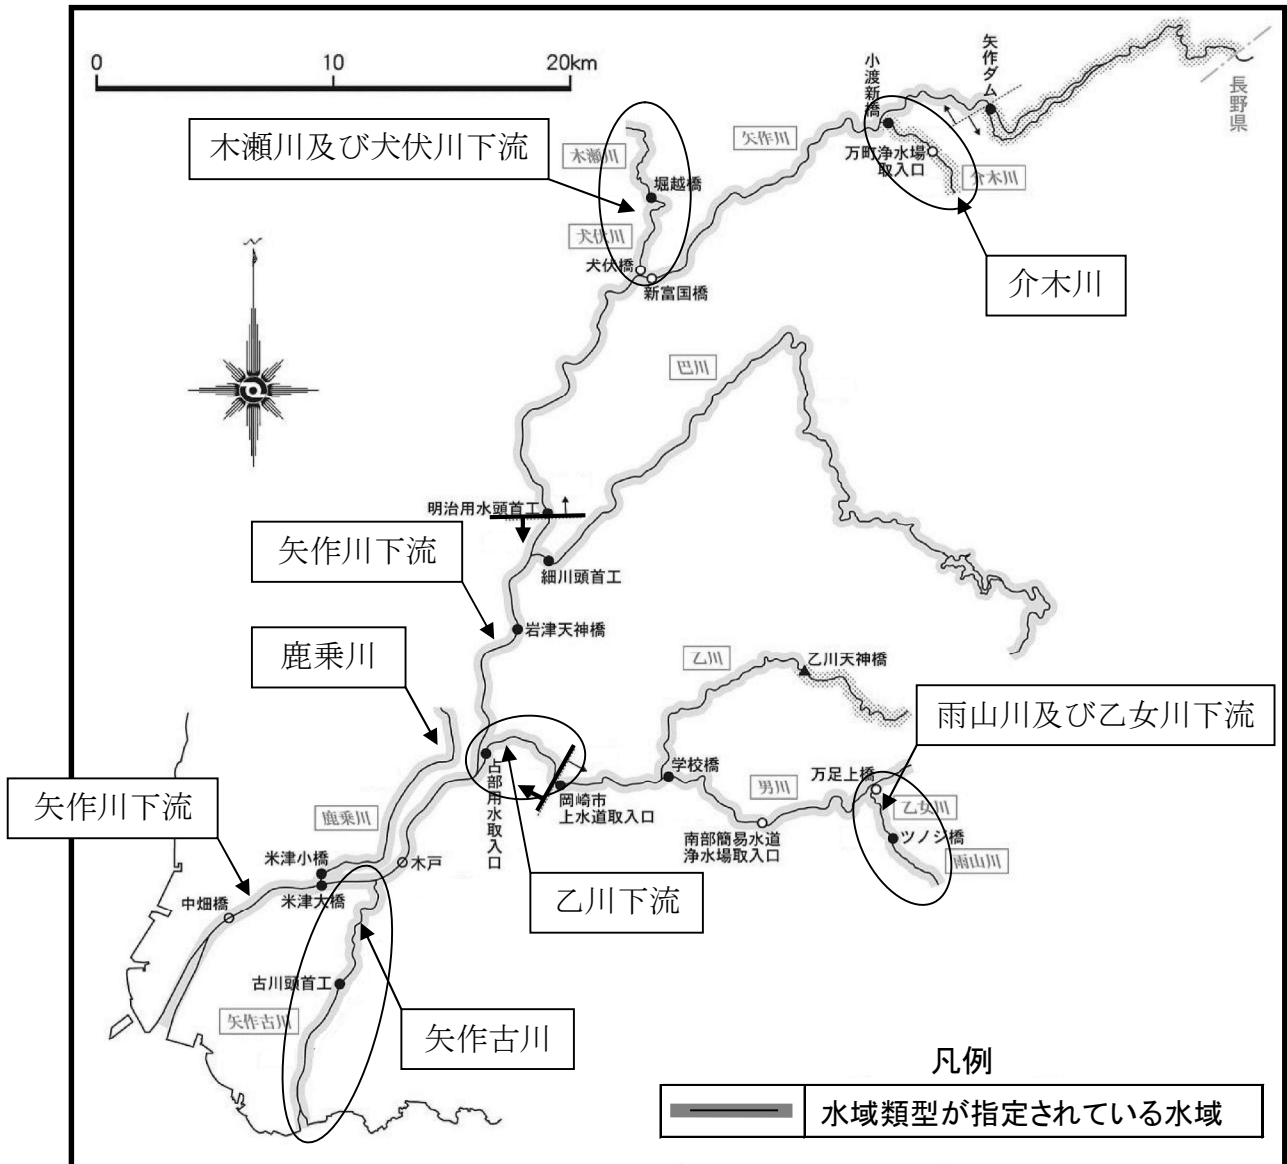 0
10
20km
矢作ダム
小渡新橋
長野県
木瀬川及び犬伏川下流
木瀬川
矢作川
万町浄水場
取入口
介木川
堀越橋
犬伏川
犬伏橋
新富国橋
介木川
巴川
明治用水頭首工
矢作川下流
細川頭首工
岩津天神橋
鹿乗川
乙川
乙川天神橋
雨山川及び乙女川下流
占部用水取入口
岡崎市
上水道取入口
学校橋
男川
万足上橋
乙女川
ツノジ橋
雨山川
南部簡易水道
浄水場取入口
矢作川下流
鹿乗川
米津小橋
木戸
乙川下流
中畑橋
米津大橋
古川頭首工
矢作古川
矢作古川
凡例
水域類型が指定されている水域